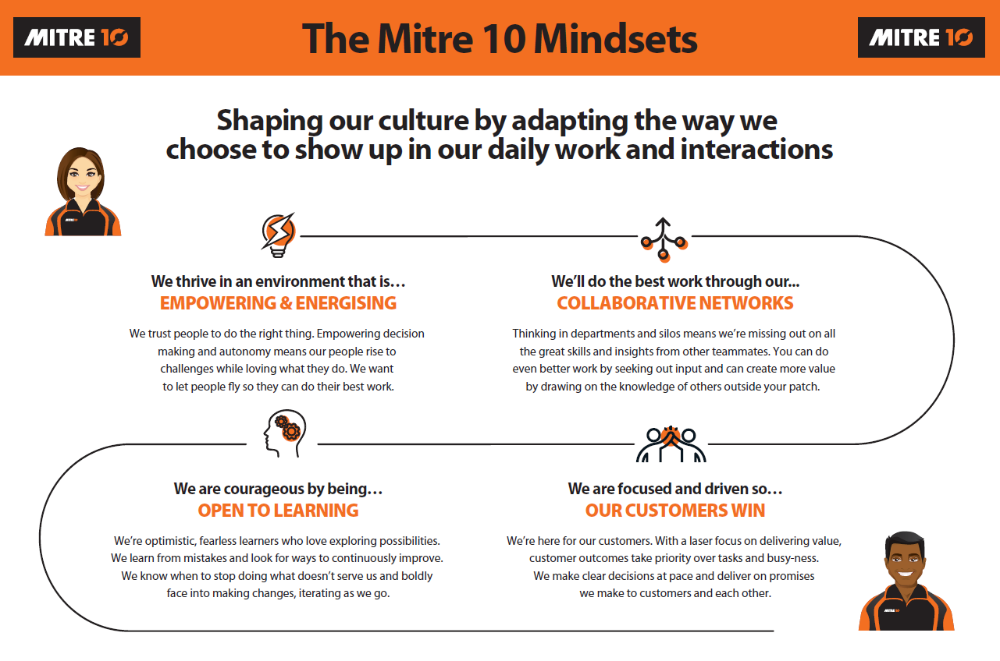 MITRE 10
The Mitre 10 Mindsets
MITRE 10
Shaping our culture by adapting the way we
choose to show up in our daily work and interactions
MITRE 10
We thrive in an environment that is…
EMPOWERING & ENERGISING
We trust people to do the right thing. Empowering decision
making and autonomy means our people rise to
challenges while loving what they do. We want
to let people fly so they can do their best work.
We’ll do the best work through our...
COLLABORATIVE NETWORKS
Thinking in departments and silos means we’re missing out on all
the great skills and insights from other teammates. You can do
even better work by seeking out input and can create more value
by drawing on the knowledge of others outside your patch.
We are courageous by being…
OPEN TO LEARNING
We’re optimistic, fearless learners who love exploring possibilities.
We learn from mistakes and look for ways to continuously improve.
We know when to stop doing what doesn’t serve us and boldly
face into making changes, iterating as we go.
We are focused and driven so…
OUR CUSTOMERS WIN
We’re here for our customers. With a laser focus on delivering value,
customer outcomes take priority over tasks and busy-ness.
We make clear decisions at pace and deliver on promises
we make to customers and each other.
MITRE 10